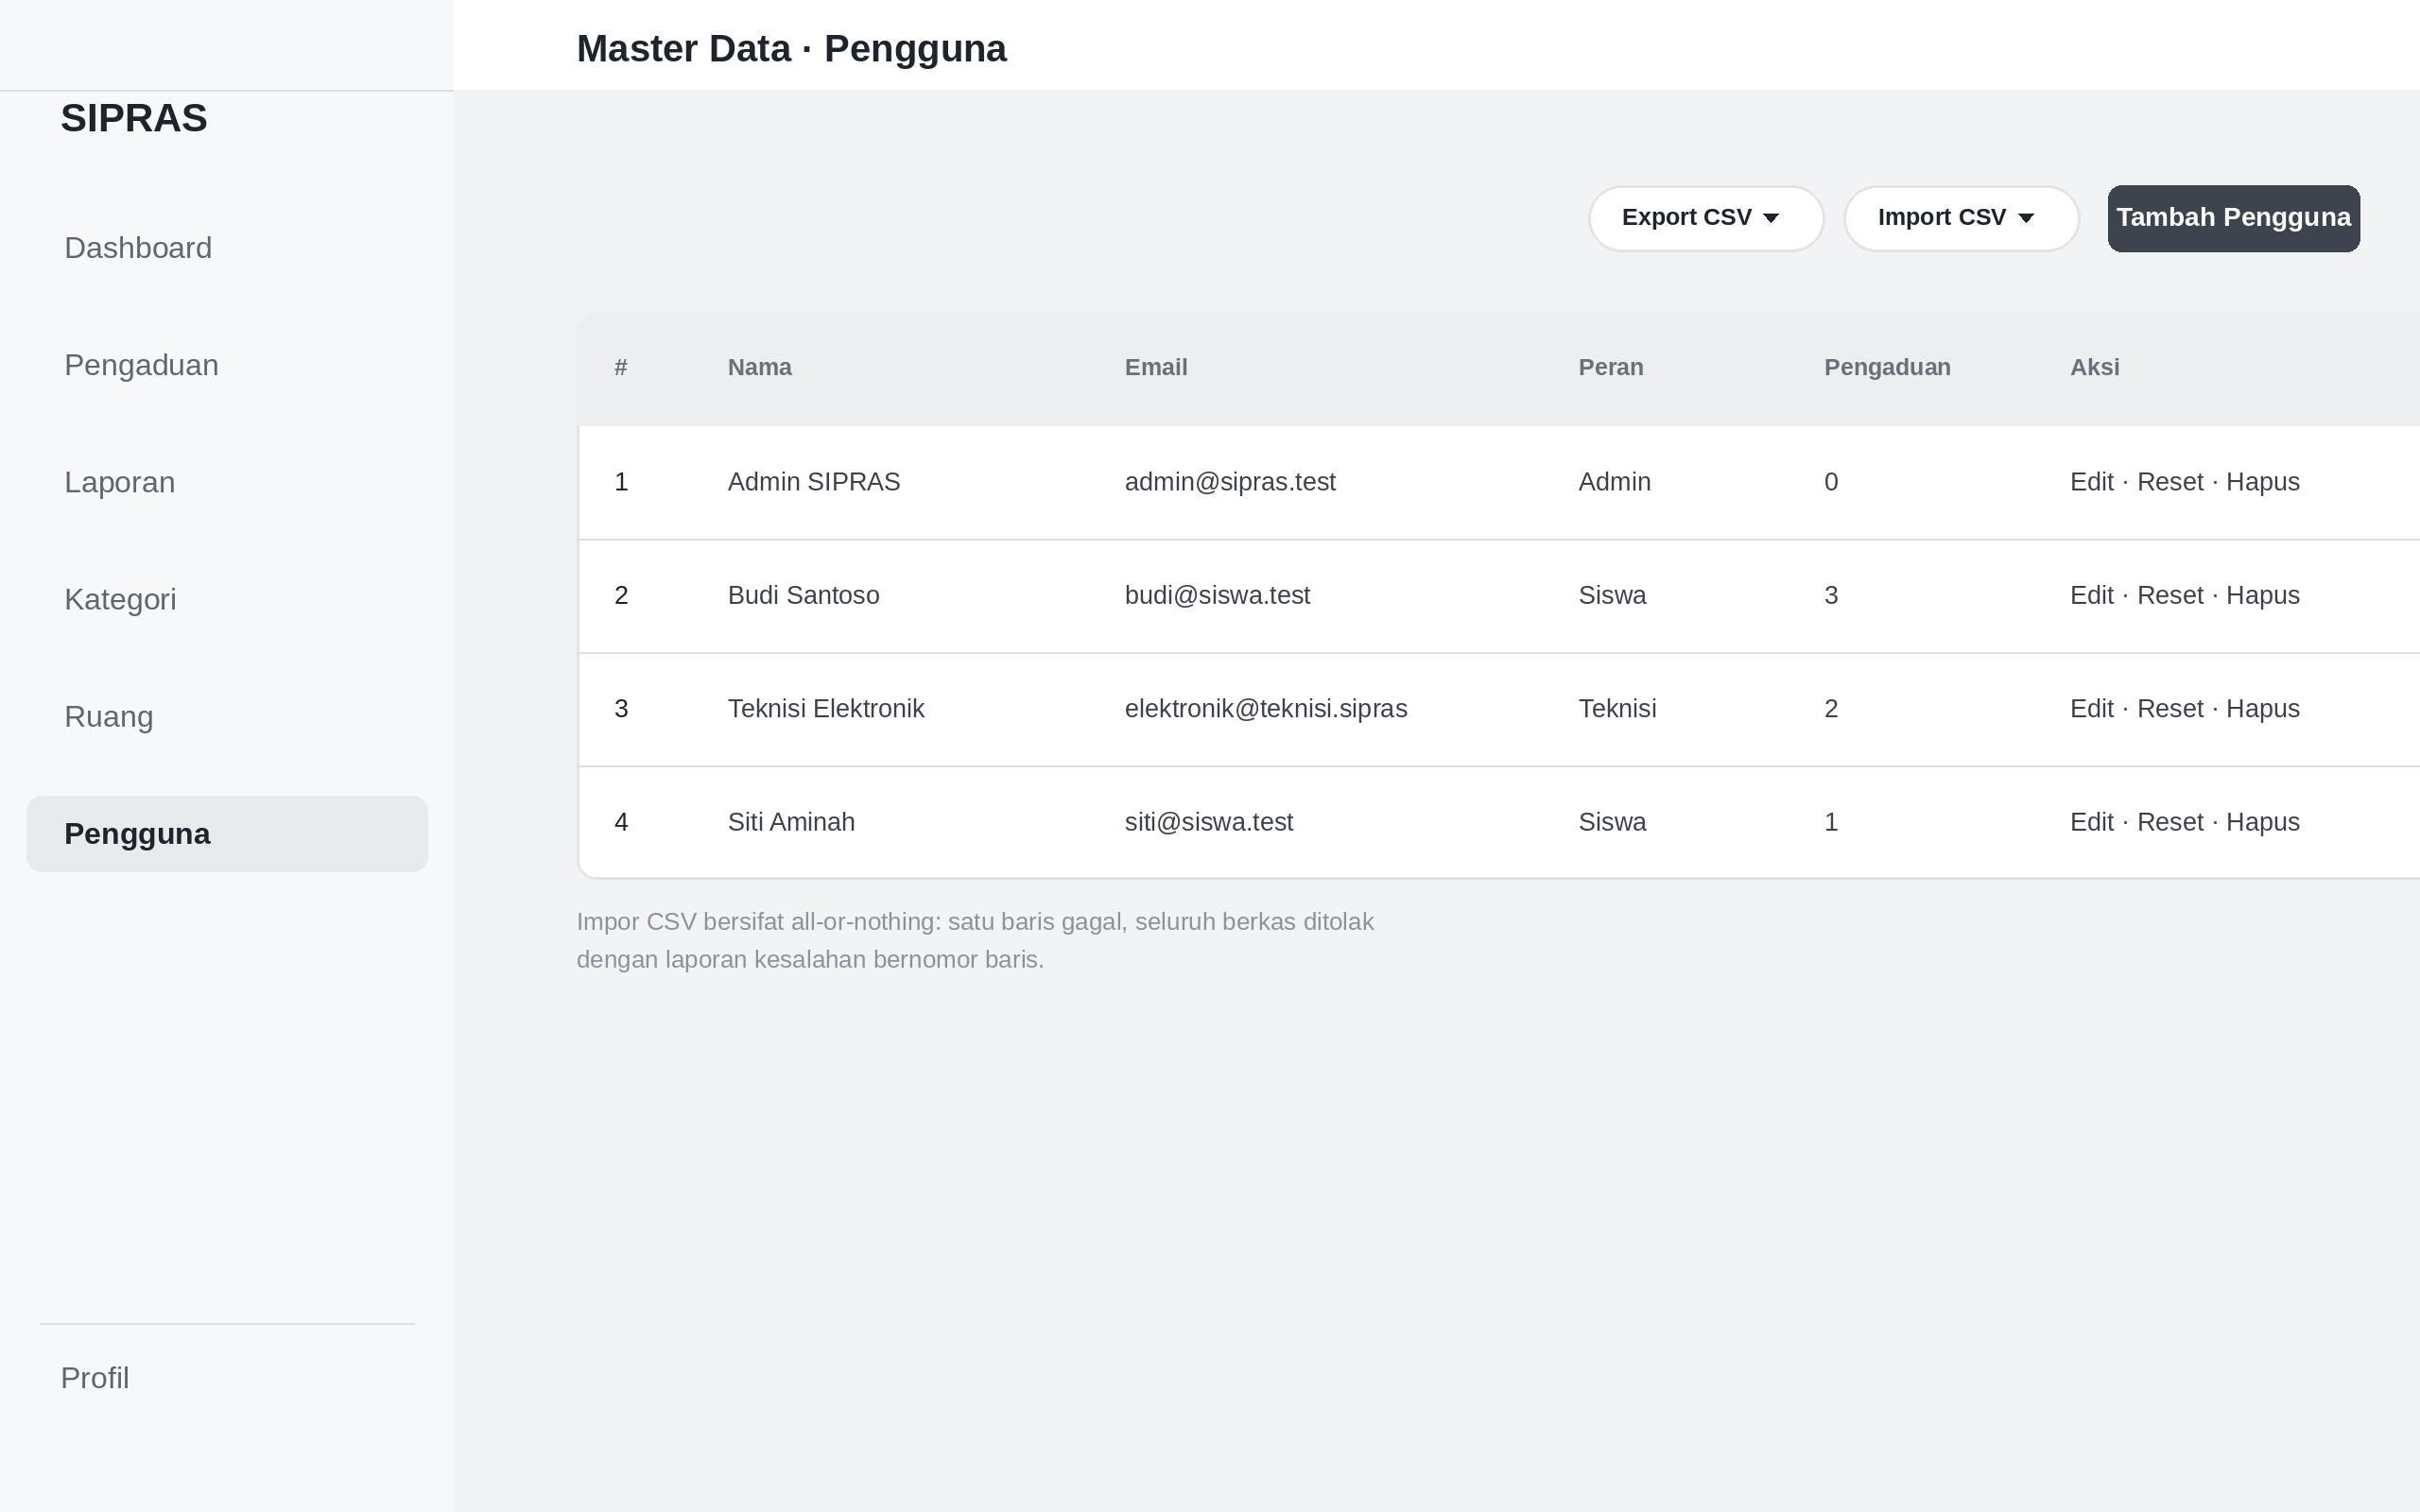 Master Data · Pengguna
SIPRAS
Dashboard
Pengaduan
Laporan
Kategori
Ruang
Pengguna
Profil
Export CSV
Import CSV
Tambah Pengguna
# Nama Email Peran Pengaduan Aksi
1 Admin SIPRAS admin@sipras.test Admin 0 Edit · Reset · Hapus
2 Budi Santoso budi@siswa.test Siswa 3 Edit · Reset · Hapus
3 Teknisi Elektronik elektronik@teknisi.sipras Teknisi 2 Edit · Reset · Hapus
4 Siti Aminah siti@siswa.test Siswa 1 Edit · Reset · Hapus
Impor CSV bersifat all-or-nothing: satu baris gagal, seluruh berkas ditolak
dengan laporan kesalahan bernomor baris.